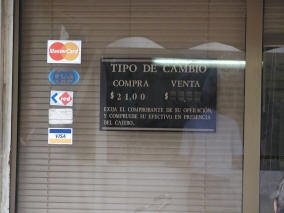 MasterCard
red
VISA
TIPO DE CAMBIO
COMPRA VENTA
$21.00 $
EXIJA EL COMPROBANTE DE SU OPERACION,
Y COMPRUEBE SU EFECTIVO EN PRESENCIA
DEL CAJERO.